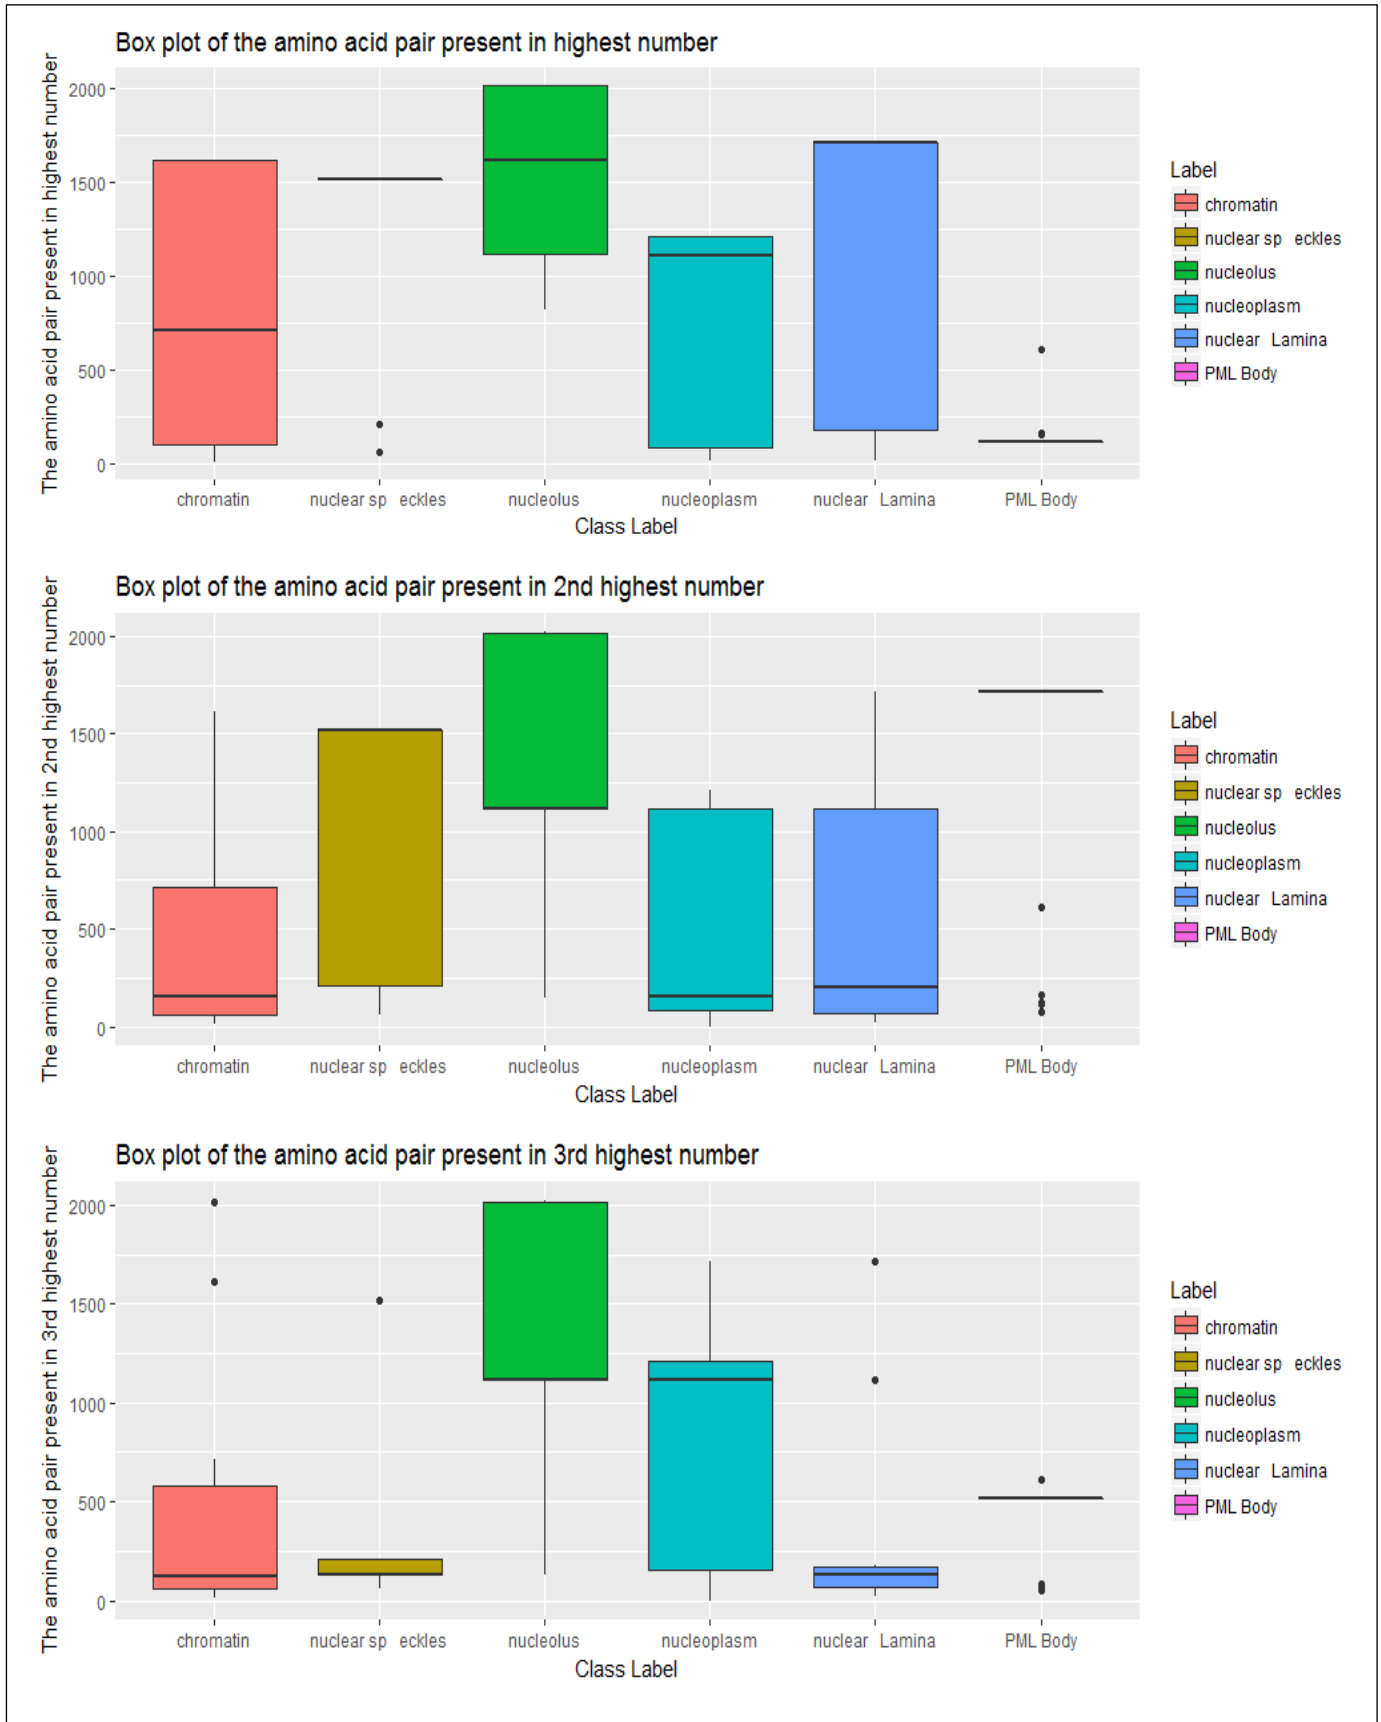 Box plot of the amino acid pair present in highest number
The amino acid pair present in highest number
2000
1500
1000
500
0
chromatin nuclear sp eckles nucleolus nucleoplasm nuclear Lamina PML Body
Class Label
Label
chromatin
nuclear sp eckles
nucleolus
nucleoplasm
nuclear Lamina
PML Body
Box plot of the amino acid pair present in 2nd highest number
The amino acid pair present in 2nd highest number
2000
1500
1000
500
0
chromatin nuclear sp eckles nucleolus nucleoplasm nuclear Lamina PML Body
Class Label
Label
chromatin
nuclear sp eckles
nucleolus
nucleoplasm
nuclear Lamina
PML Body
Box plot of the amino acid pair present in 3rd highest number
The amino acid pair present in 3rd highest number
2000
1500
1000
500
0
chromatin nuclear sp eckles nucleolus nucleoplasm nuclear Lamina PML Body
Class Label
Label
chromatin
nuclear sp eckles
nucleolus
nucleoplasm
nuclear Lamina
PML Body